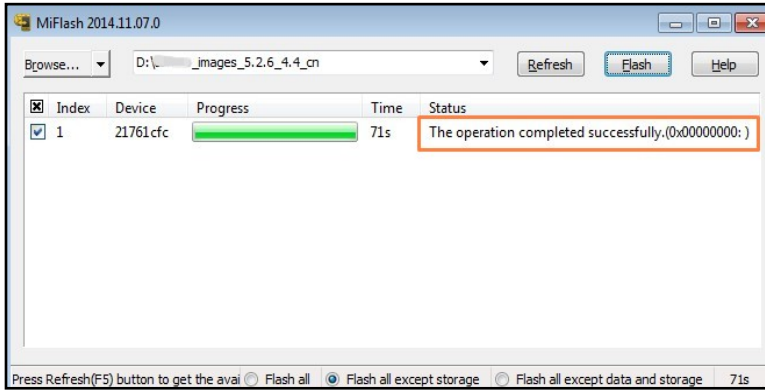 MiFlash 2014.11.07.0
Browse... D:\ _images_5.2.6_4.4_cn Refresh Flash Help
Index Device Progress Time Status
1 21761cfc 71s The operation completed successfully.(0x00000000: )
Press Refresh(F5) button to get the avai Flash all Flash all except storage Flash all except data and storage 71s